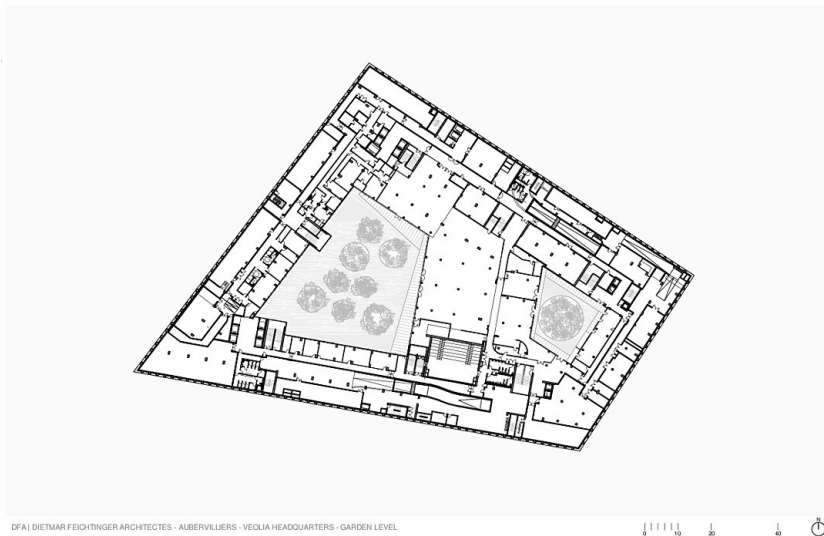 DFA | DIETMAR FEICHTINGER ARCHITECTES - AUBERVILLIERS - VEOLIA HEADQUARTERS - GARDEN LEVEL
0 10 20 40
N